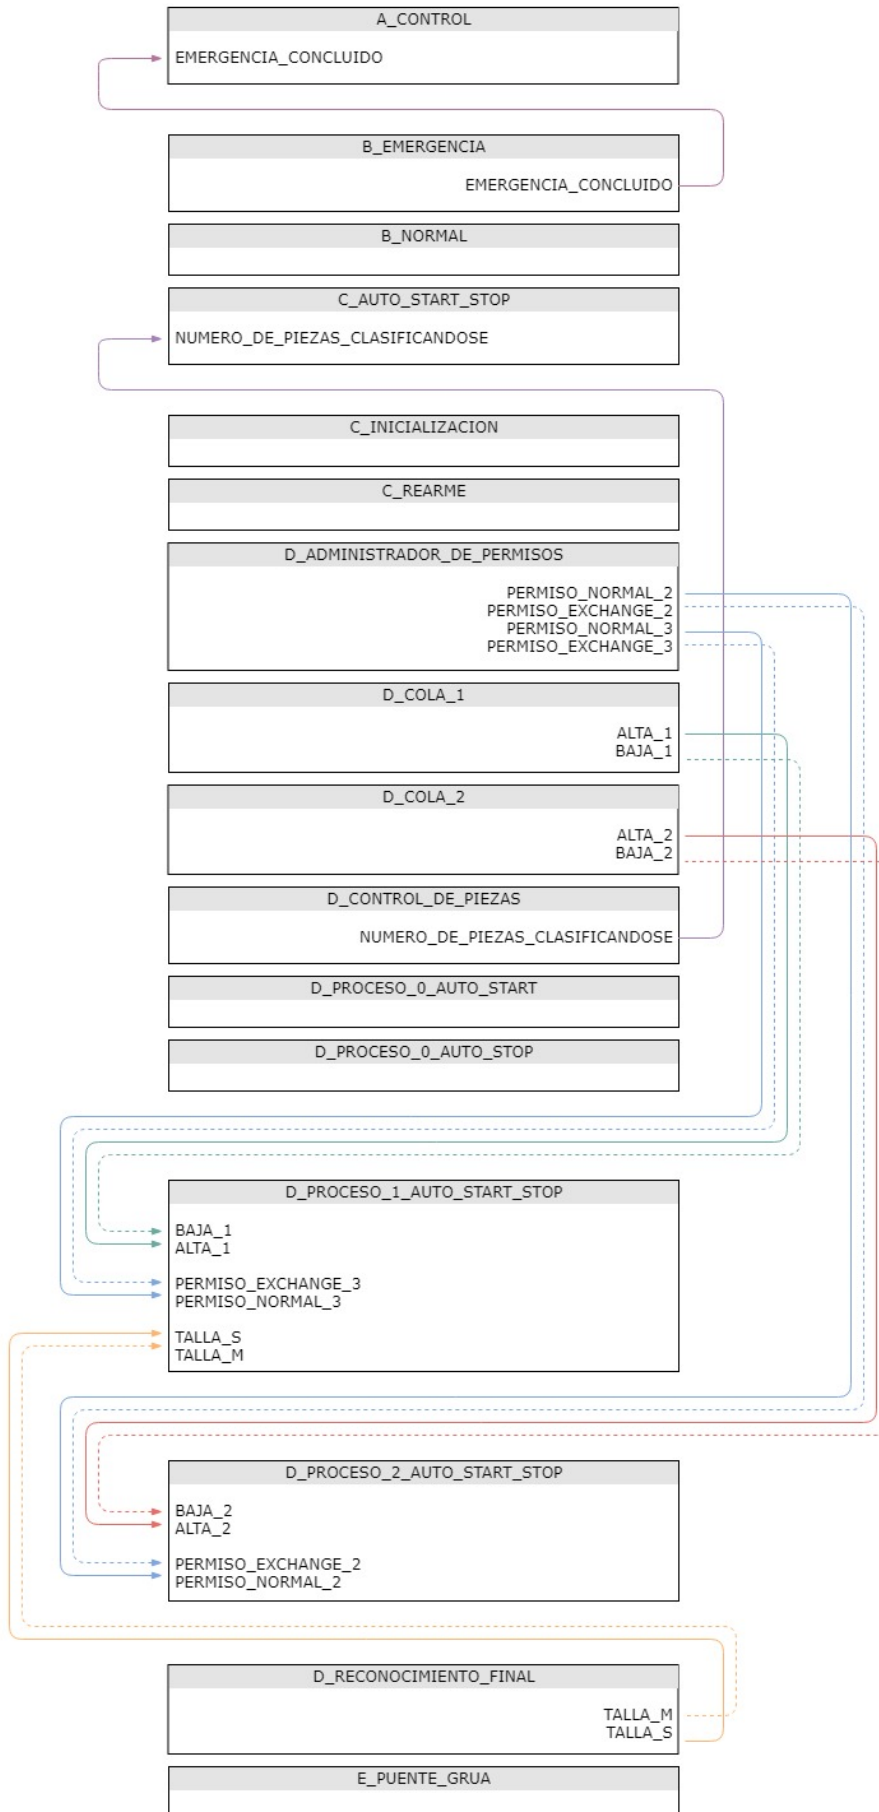 A_CONTROL
EMERGENCIA_CONCLUIDO
B_EMERGENCIA
EMERGENCIA_CONCLUIDO
B_NORMAL
C_AUTO_START_STOP
NUMERO_DE_PIEZAS_CLASIFICANDOSE
C_INICIALIZACION
C_REARME
D_ADMINISTRADOR_DE_PERMISOS
PERMISO_NORMAL_2
PERMISO_EXCHANGE_2
PERMISO_NORMAL_3
PERMISO_EXCHANGE_3
D_COLA_1
ALTA_1
BAJA_1
D_COLA_2
ALTA_2
BAJA_2
D_CONTROL_DE_PIEZAS
NUMERO_DE_PIEZAS_CLASIFICANDOSE
D_PROCESO_0_AUTO_START
D_PROCESO_0_AUTO_STOP
D_PROCESO_1_AUTO_START_STOP
BAJA_1
ALTA_1
PERMISO_EXCHANGE_3
PERMISO_NORMAL_3
TALLA_S
TALLA_M
D_PROCESO_2_AUTO_START_STOP
BAJA_2
ALTA_2
PERMISO_EXCHANGE_2
PERMISO_NORMAL_2
D_RECONOCIMIENTO_FINAL
TALLA_M
TALLA_S
E_PUENTE_GRUA